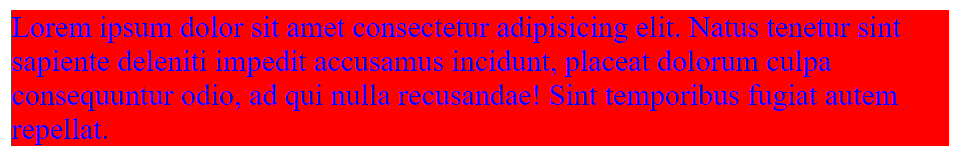 Lorem ipsum dolor sit amet consectetur adipisicing elit. Natus tenetur sint
sapiente deleniti impedit accusamus incidunt, placeat dolorum culpa
consequuntur odio, ad qui nulla recusandae! Sint temporibus fugiat autem
repellat.